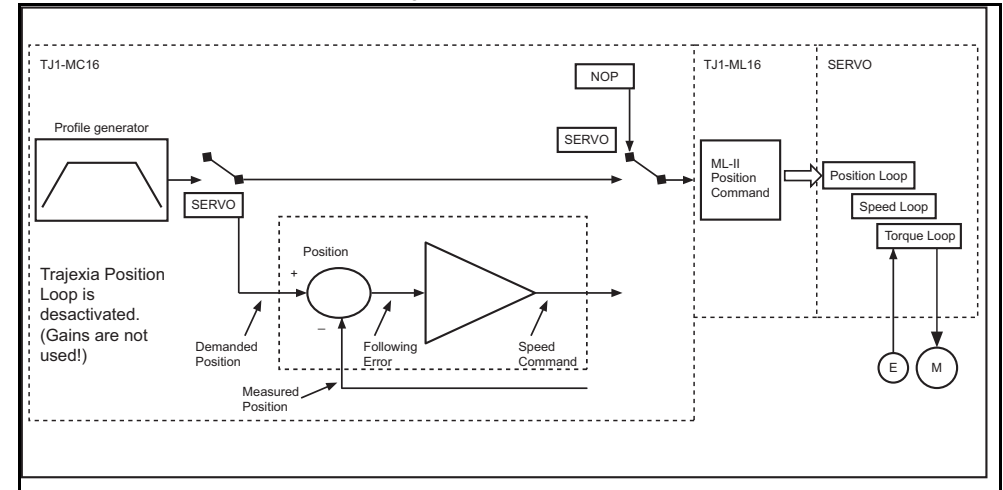 TJ1-MC16
TJ1-ML16
SERVO
NOP
Profile generator
SERVO
ML-II
Position
Command
Position Loop
SERVO
Speed Loop
Torque Loop
Position
Trajexia Position
Loop is
desactivated.
(Gains are not
used!)
+
_
Demanded
Position
Following
Error
Speed
Command
Measured
Position
E
M